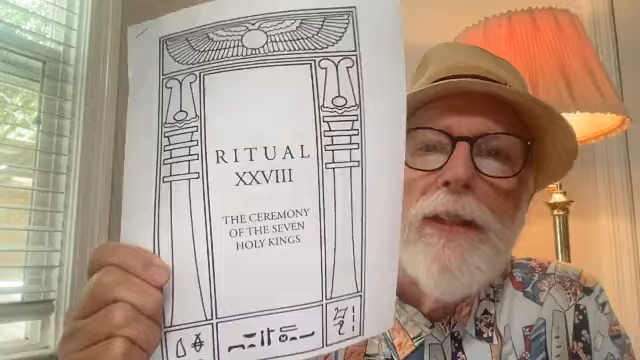 RITUAL
XXVIII
THE CEREMONY
OF THE SEVEN
HOLY KINGS